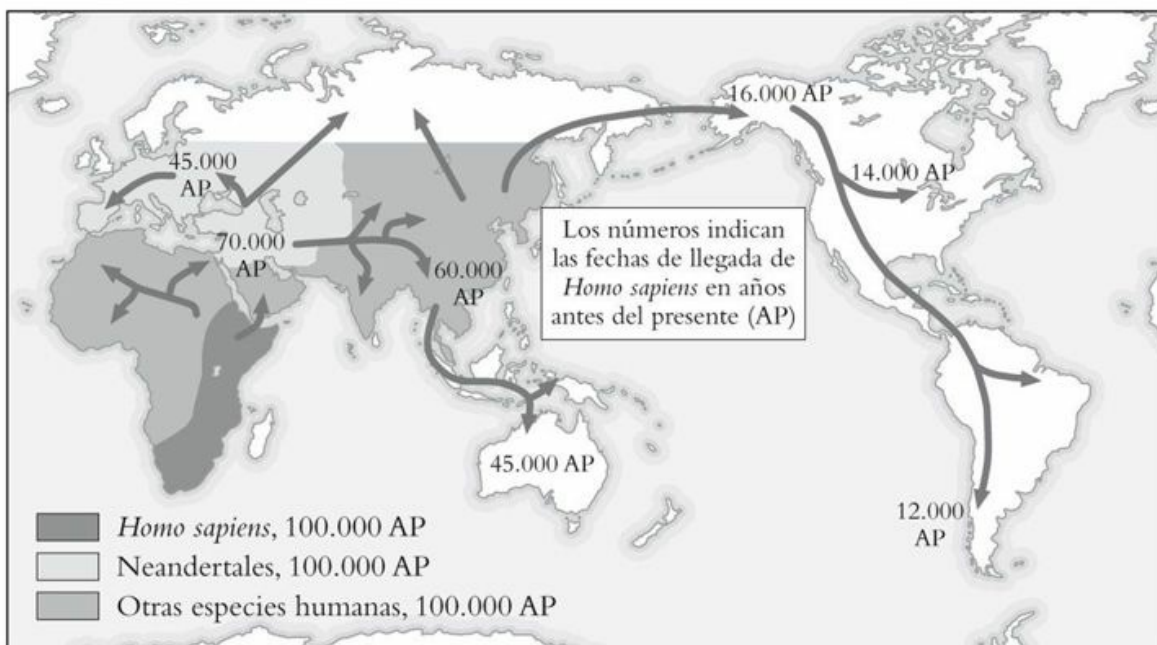 16.000 AP
45.000
AP
14.000 AP
70.000
AP
60.000
AP
Los números indican
las fechas de llegada de
Homo sapiens en años
antes del presente (AP)
45.000 AP
12.000
AP
Homo sapiens, 100.000 AP
Neandertales, 100.000 AP
Otras especies humanas, 100.000 AP